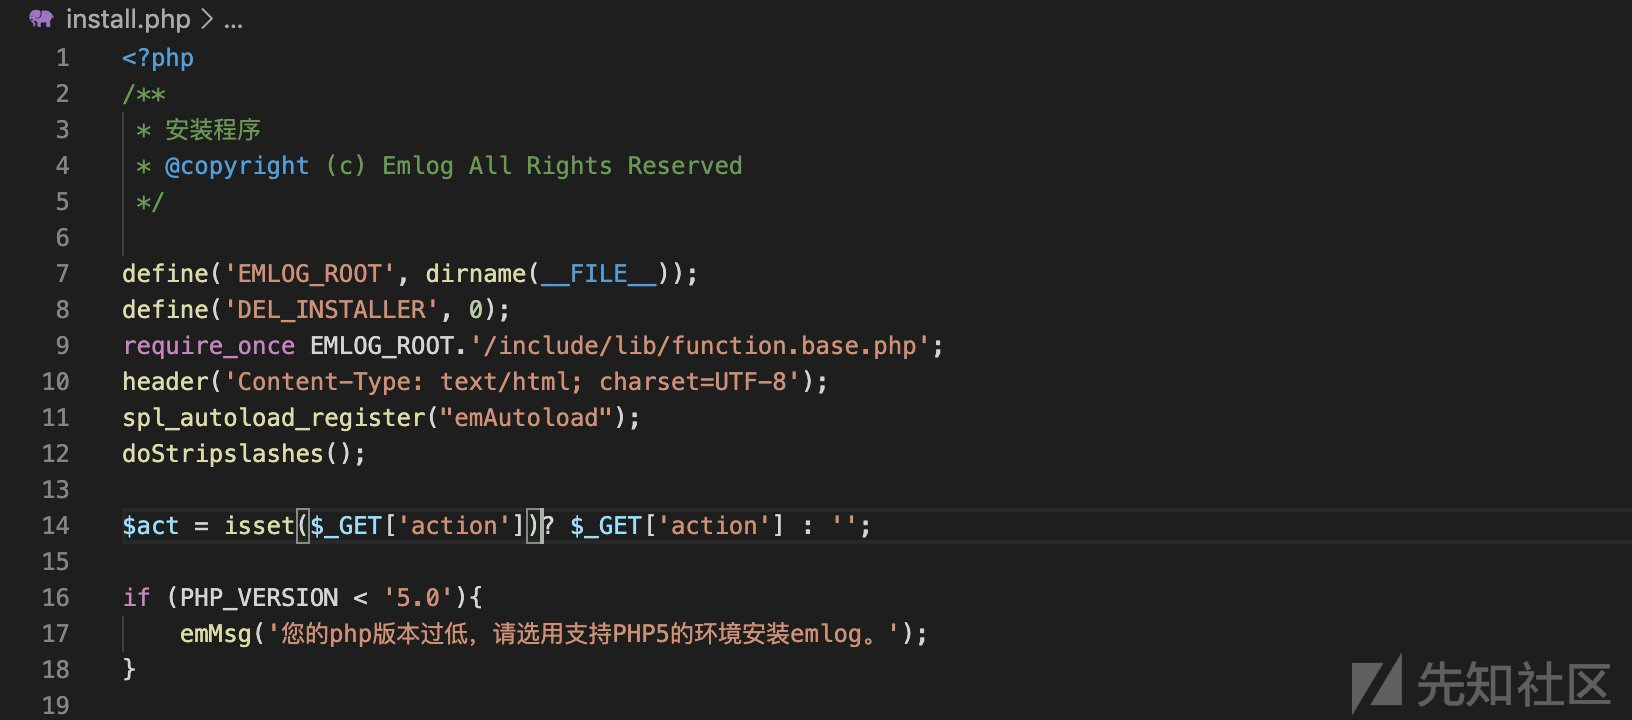 install.php > ...
1 <?php
2 /**
3 * 安装程序
4 * @copyright (c) Emlog All Rights Reserved
5 */
6
7 define('EMLOG_ROOT', dirname(__FILE__));
8 define('DEL_INSTALLER', 0);
9 require_once EMLOG_ROOT.'/include/lib/function.base.php';
10 header('Content-Type: text/html; charset=UTF-8');
11 spl_autoload_register("emAutoload");
12 doStripslashes();
13
14 $act = isset($_GET['action'])? $_GET['action'] : '';
15
16 if (PHP_VERSION < '5.0'){
17 emMsg('您的php版本过低，请选用支持PHP5的环境安装emlog。');
18 }
19
先知社区